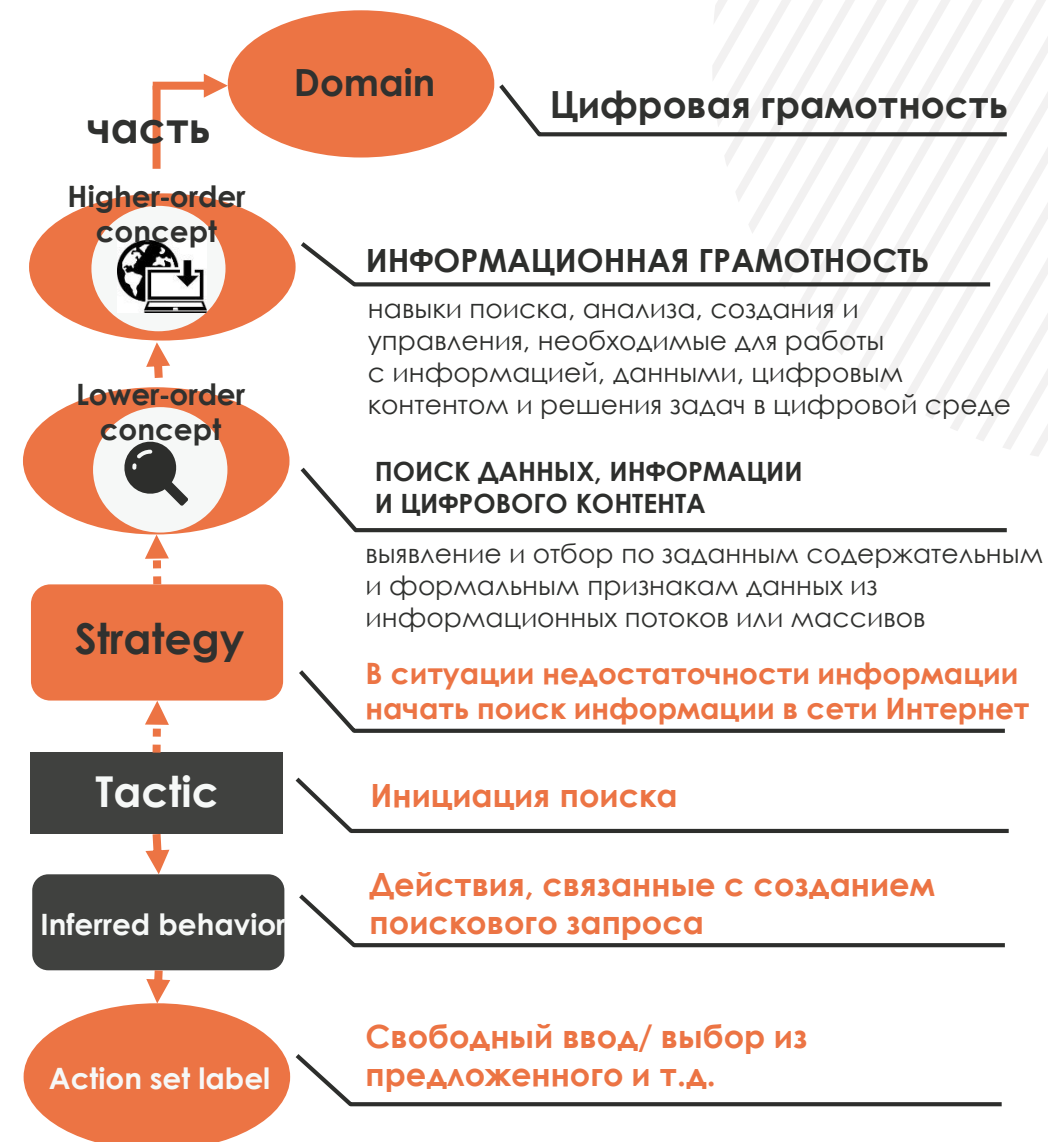 Domain
Цифровая грамотность
часть
Higher-order
concept
ИНФОРМАЦИОННАЯ ГРАМОТНОСТЬ
навыки поиска, анализа, создания и
управления, необходимые для работы
с информацией, данными, цифровым
контентом и решения задач в цифровой среде
Lower-order
concept
ПОИСК ДАННЫХ, ИНФОРМАЦИИ
И ЦИФРОВОГО КОНТЕНТА
выявление и отбор по заданным содержательным
и формальным признакам данных из
информационных потоков или массивов
Strategy
В ситуации недостаточности информации
начать поиск информации в сети Интернет
Tactic
Инициация поиска
Inferred behavior
Действия, связанные с созданием
поискового запроса
Action set label
Свободный ввод/ выбор из
предложенного и т.д.